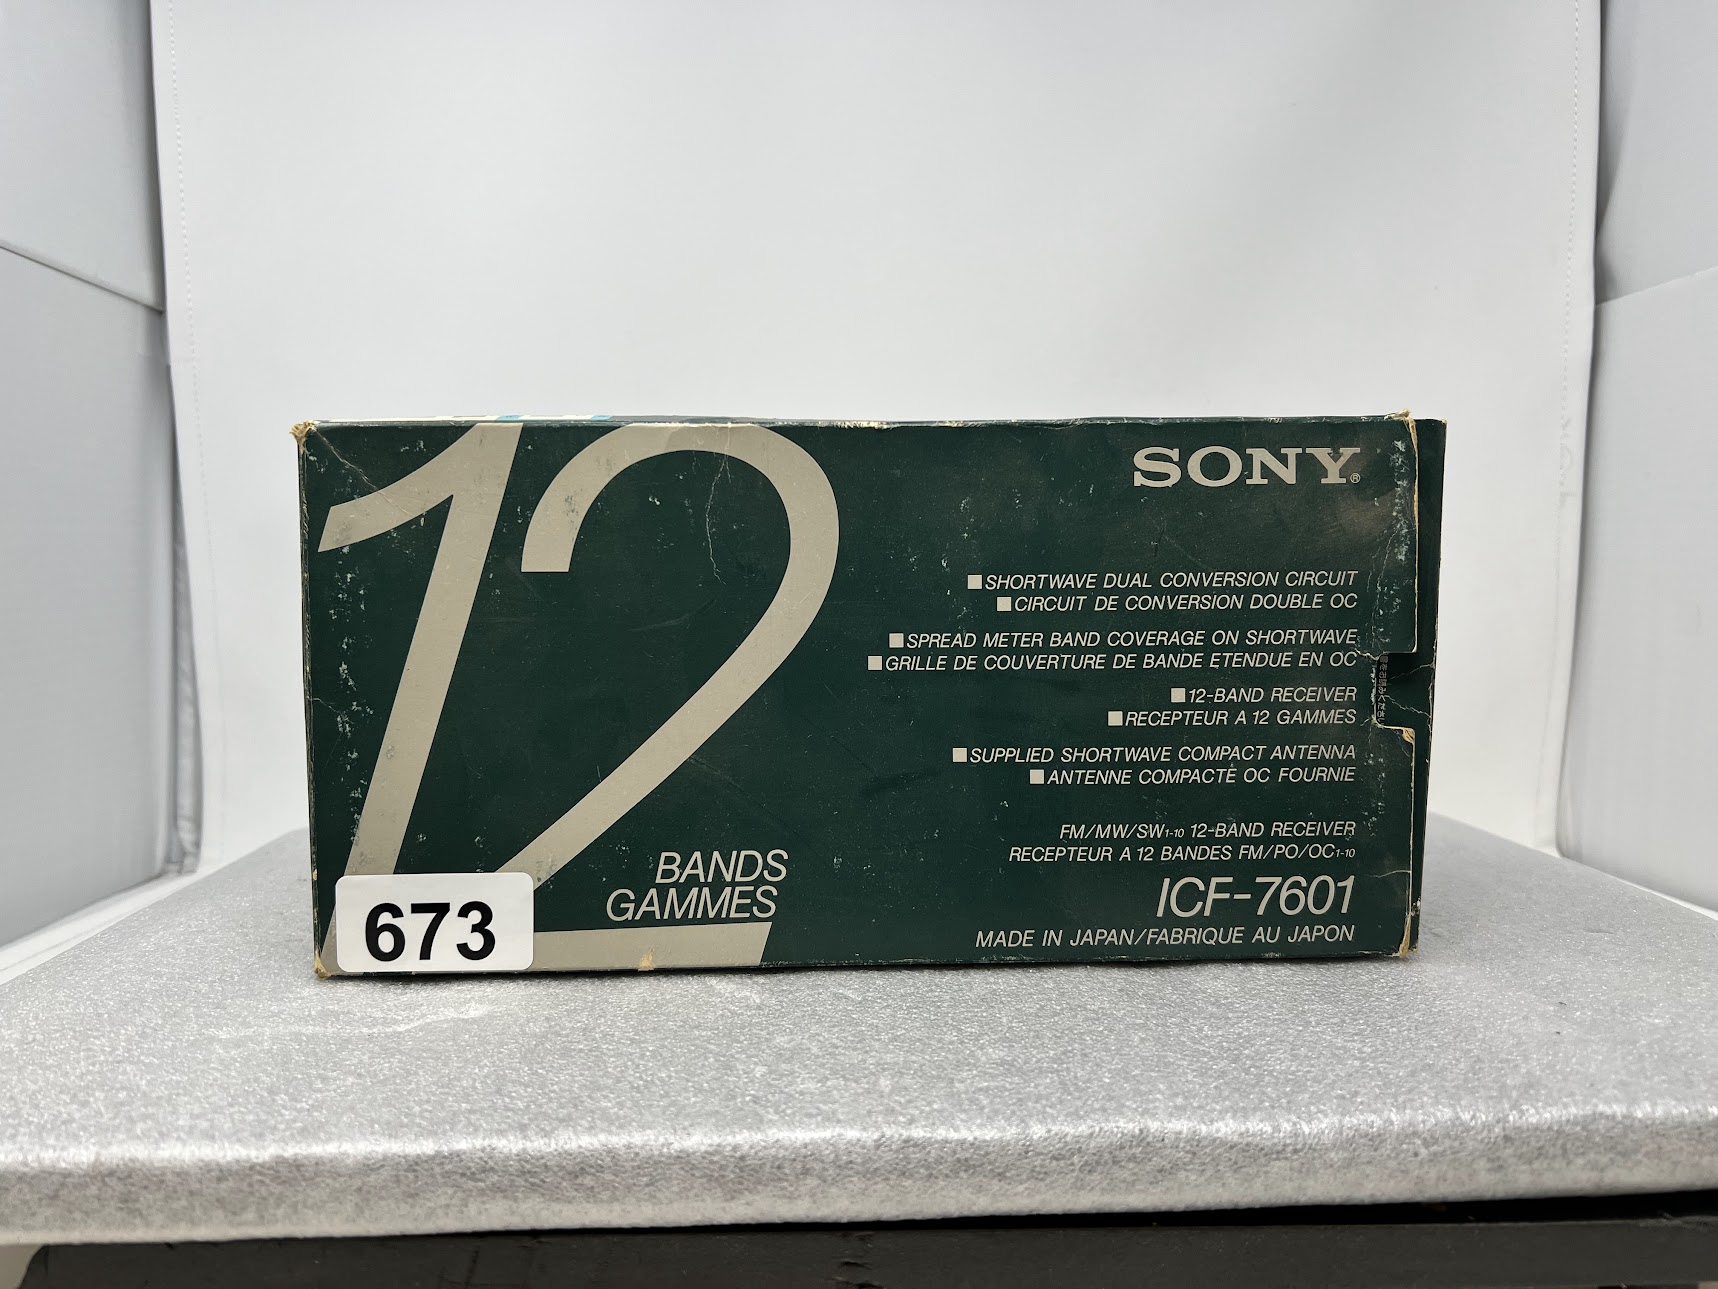 12
BANDS
GAMMES
673
SONY®
■SHORTWAVE DUAL CONVERSION CIRCUIT
■CIRCUIT DE CONVERSION DOUBLE OC
■SPREAD METER BAND COVERAGE ON SHORTWAVE
■GRILLE DE COUVERTURE DE BANDE ETENDUE EN OC
■12-BAND RECEIVER
■RECEPTEUR A 12 GAMMES
■SUPPLIED SHORTWAVE COMPACT ANTENNA
■ANTENNE COMPACTE OC FOURNIE
FM/MW/SW1-10 12-BAND RECEIVER
RECEPTEUR A 12 BANDES FM/PO/OC1-10
ICF-7601
MADE IN JAPAN/FABRIQUE AU JAPON